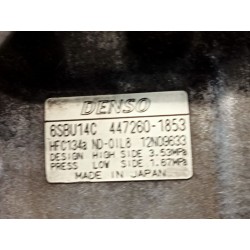 DENSO
6SBU14C 447260-1853
HFC134a ND-OIL8 12N09633
DESIGN HIGH SIDE 3.53MPa
PRESS LOW SIDE 1.67MPa
MADE IN JAPAN